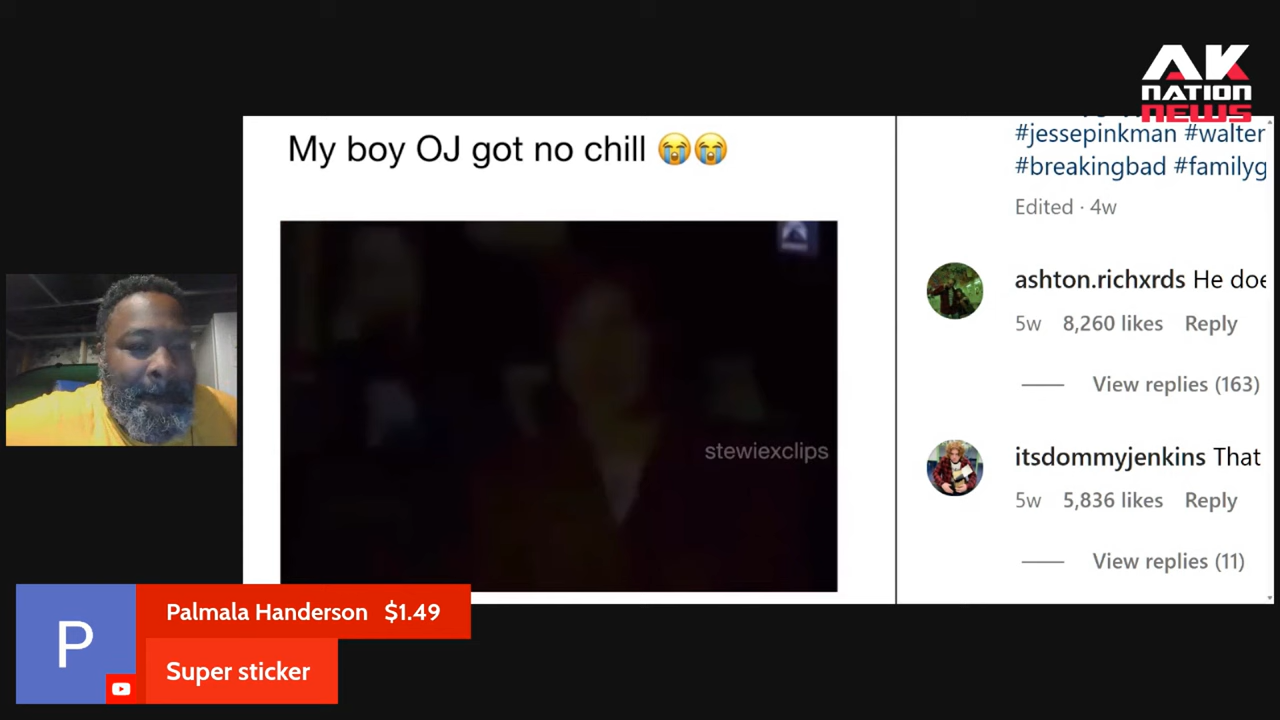 AK
NATION
NEWS
My boy OJ got no chill 😭😭
stewiexclips
#jessepinkman #walter
#breakingbad #familyg
Edited · 4w
ashton.richxrds He doe
5w 8,260 likes Reply
View replies (163)
itsdommyjenkins That
5w 5,836 likes Reply
View replies (11)
P
Palmala Handerson $1.49
Super sticker